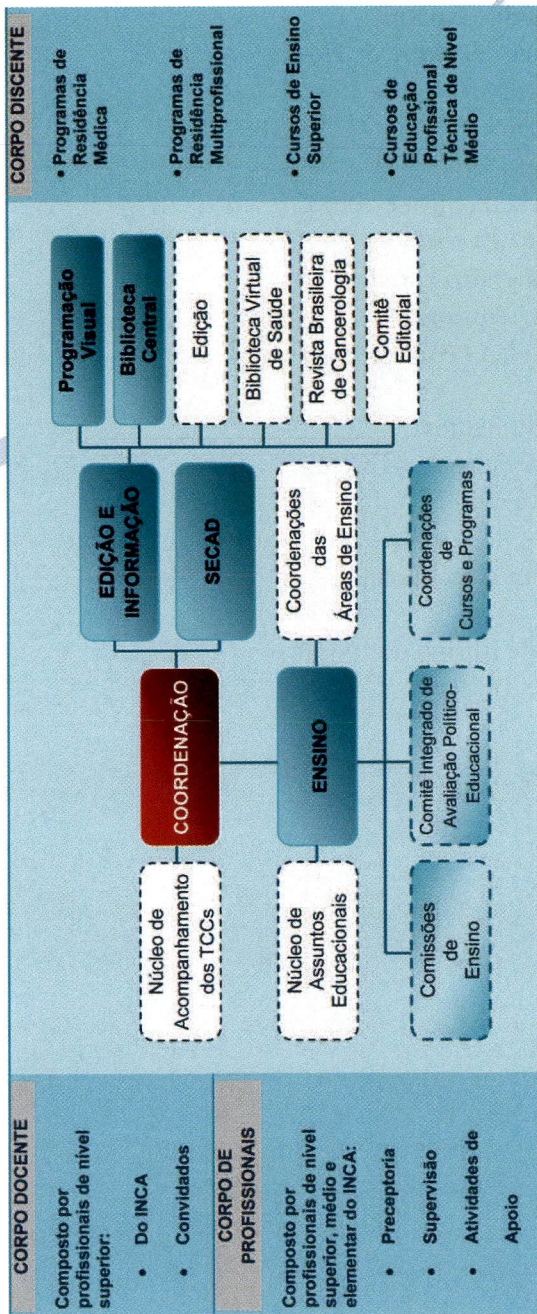 CORPO DOCENTE
Composto por
profissionais de nível
superior:
• Do INCA
• Convidados
CORPO DE
PROFISSIONAIS
Composto por
profissionais de nível
superior, médio e
elementar do INCA:
• Preceptoria
• Supervisão
• Atividades de
Apoio
Núcleo de
Acompanhamento
dos TCCs
COORDENAÇÃO
EDIÇÃO E
INFORMAÇÃO
SECAD
Programação
Visual
Biblioteca
Central
Edição
Biblioteca Virtual
de Saúde
Revista Brasileira
de Cancerologia
Comitê
Editorial
Núcleo de
Assuntos
Educacionais
ENSINO
Coordenações
das
Áreas de Ensino
Comissões
de
Ensino
Comitê Integrado de
Avaliação Político-
Educacional
Coordenações
de
Cursos e Programas
CORPO DISCENTE
• Programas de
Residência
Médica
• Programas de
Residência
Multiprofissional
• Cursos de Ensino
Superior
• Cursos de
Educação
Profissional
Técnica de Nível
Médio